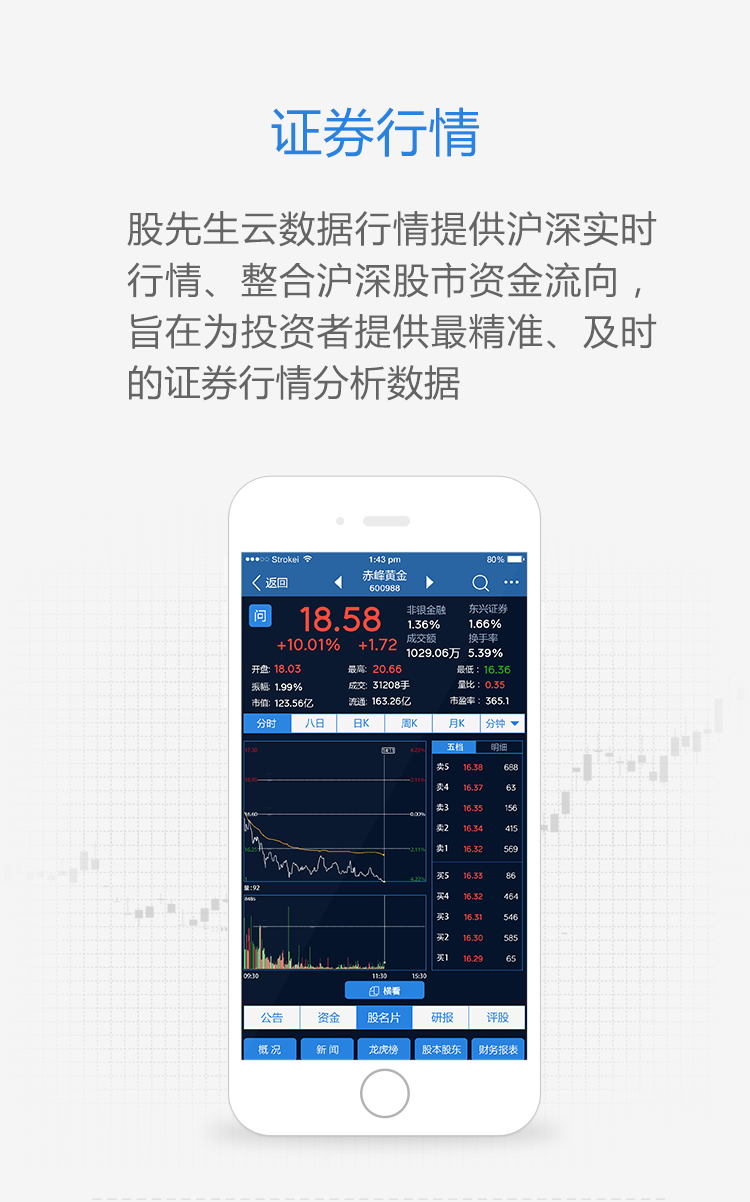 证券行情
股先生云数据行情提供沪深实时
行情、整合沪深股市资金流向，
旨在为投资者提供最精准、及时
的证券行情分析数据
Strokei 1:43 pm 80%
返回 赤峰黄金
600988
问 18.58 非银金融 东兴证券
1.36% 1.66%
+10.01% +1.72 成交额 换手率
1029.06万 5.39%
开盘: 18.03 最高: 20.66 最低: 16.36
振幅: 1.99% 成交: 31208手 量比: 0.35
市值: 123.56亿 流通: 163.26亿 市盈率: 365.1
分时 八日 日K 周K 月K 分钟
五档 明细
卖5 16.38 688
卖4 16.37 63
卖3 16.35 156
卖2 16.34 415
卖1 16.32 569
买5 16.33 86
买4 16.32 464
买3 16.31 546
买2 16.30 585
买1 16.29 65
16.60 0.00%
2.11%
4.22%
量: 92
09:30 11:30 15:30
横看
公告 资金 股名片 研报 评股
概况 新闻 龙虎榜 股本股东 财务报表